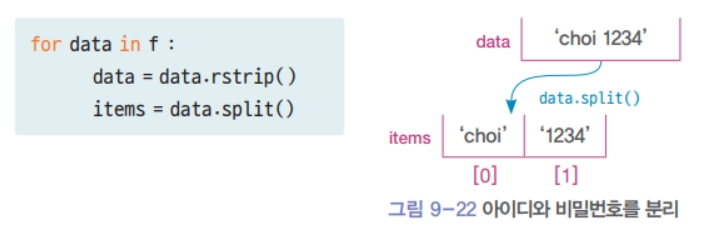 for data in f :
data = data.rstrip()
items = data.split()
data ‘choi 1234’
data.split()
items ‘choi’ ‘1234’
[0] [1]
그림 9-22 아이디와 비밀번호를 분리